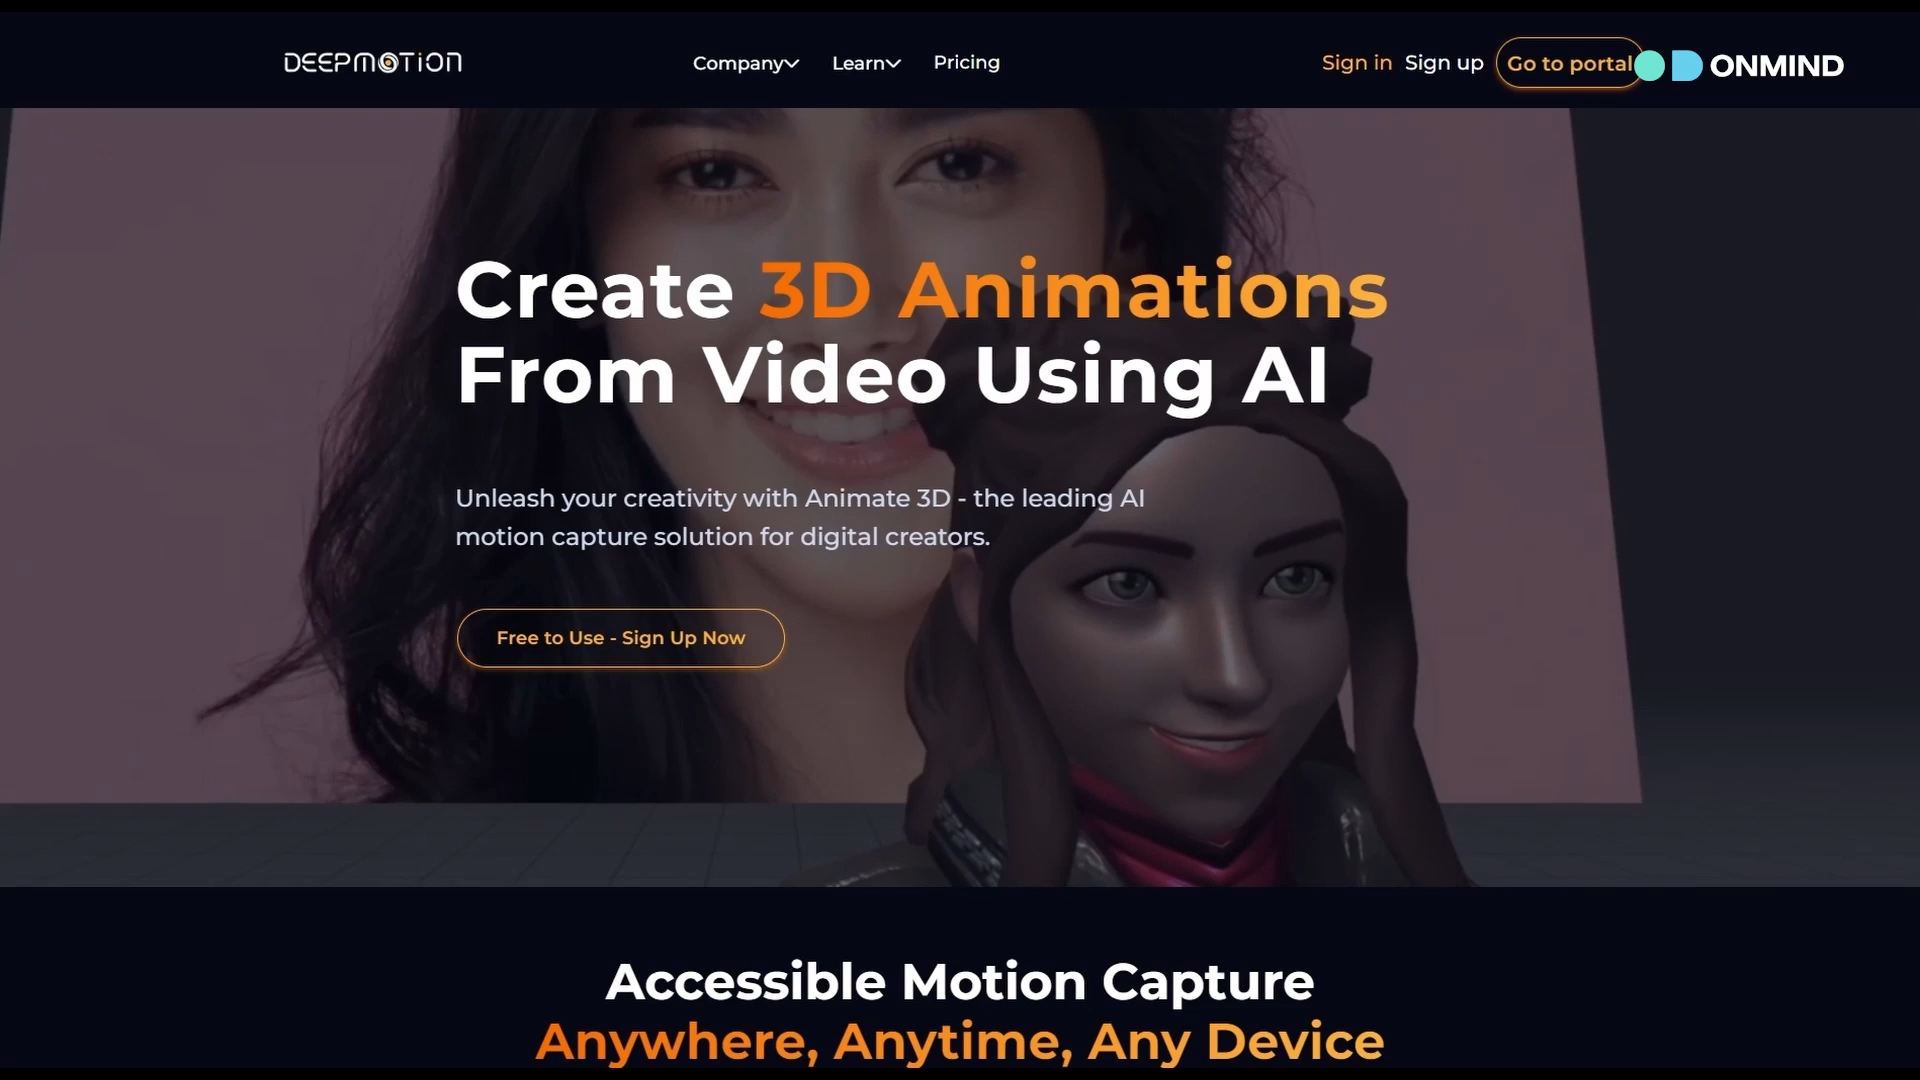 DEEPMOTION
Company
Learn
Pricing
Sign in
Sign up
Go to portal
ONMIND
Create 3D Animations
From Video Using AI
Unleash your creativity with Animate 3D - the leading AI
motion capture solution for digital creators.
Free to Use - Sign Up Now
Accessible Motion Capture
Anywhere, Anytime, Any Device